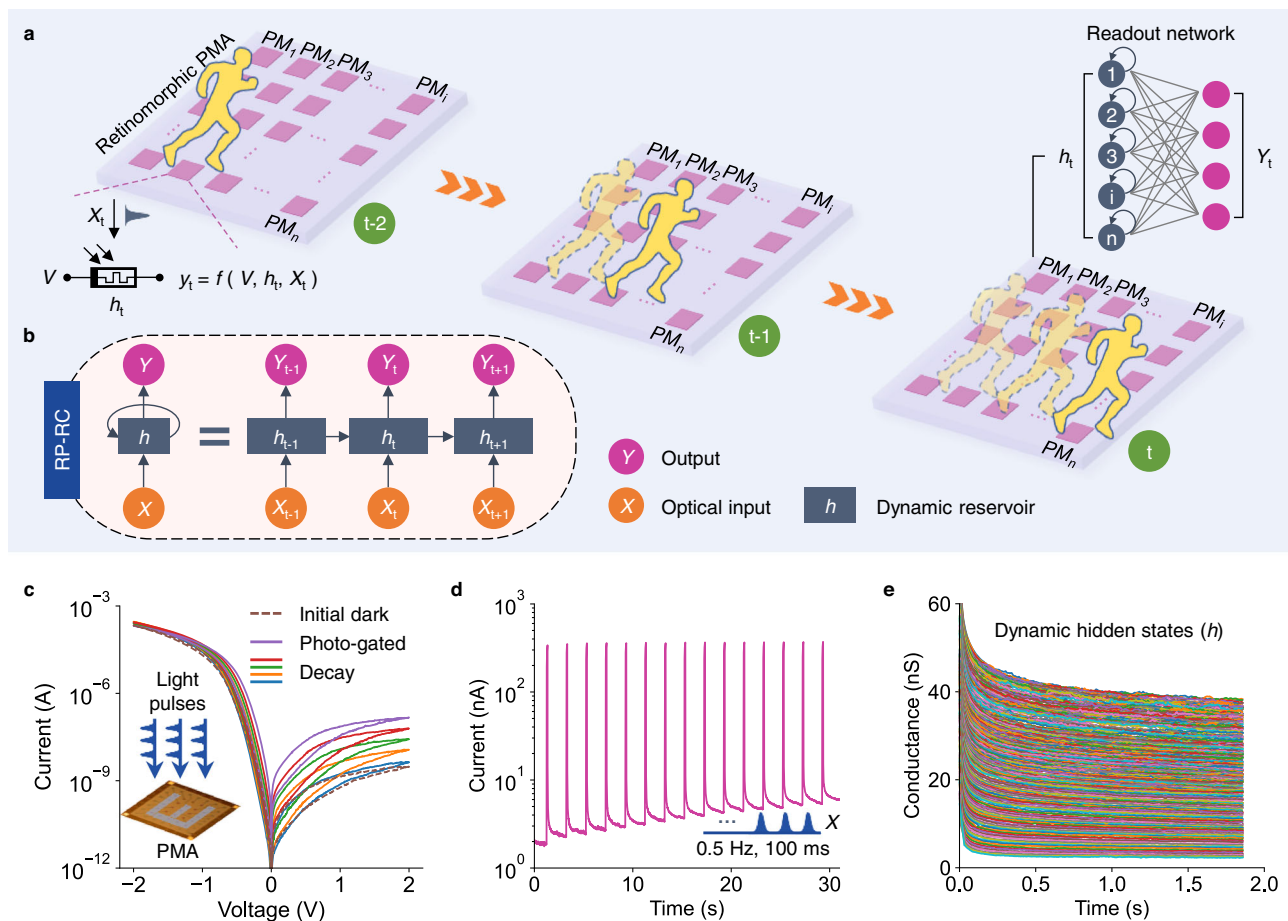 a
Retinomorphic PMA
PM1 PM2 PM3
PMi
PMn
t-2
Xt
V
ht
yt = f ( V, ht, Xt)
PM1 PM2 PM3
PMi
PMn
t-1
Readout network
1
2
3
i
n
ht
Yt
PM1 PM2 PM3
PMi
PMn
t
b
RP-RC
Y
Yt-1
Yt
Yt+1
h
=
ht-1
ht
ht+1
X
Xt-1
Xt
Xt+1
Y Output
X Optical input
h Dynamic reservoir
c
10−3
10−6
10−9
10−12
Current (A)
−2
−1
0
1
2
Voltage (V)
Initial dark
Photo-gated
Decay
Light
pulses
PMA
d
103
102
101
100
Current (nA)
0
10
20
30
Time (s)
X
0.5 Hz, 100 ms
e
60
40
20
0
Conductance (nS)
Dynamic hidden states (h)
0.0
0.5
1.0
1.5
2.0
Time (s)